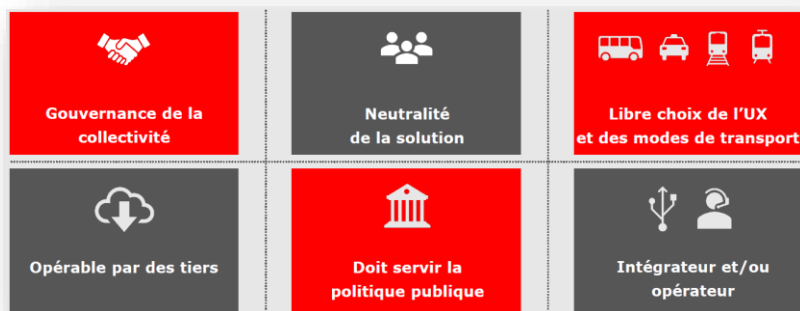 Gouvernance de la
collectivité
Neutralité
de la solution
Libre choix de l'UX
et des modes de transport
Opérable par des tiers
Doit servir la
politique publique
Intégrateur et/ou
opérateur